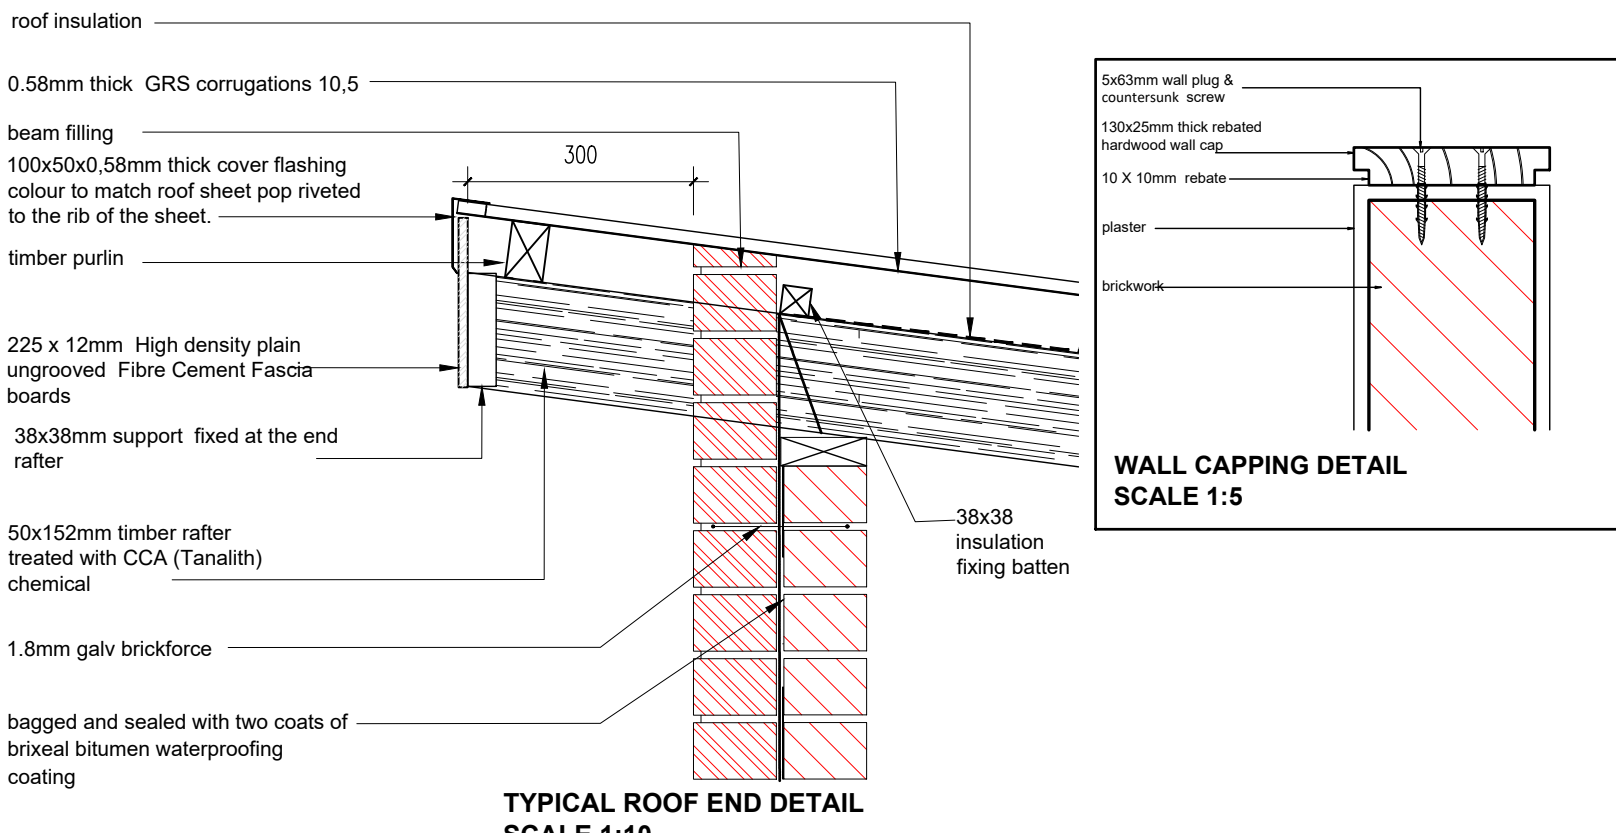 roof insulation
0.58mm thick GRS corrugations 10,5
beam filling
100x50x0,58mm thick cover flashing
colour to match roof sheet pop riveted
to the rib of the sheet.
timber purlin
225 x 12mm High density plain
ungrooved Fibre Cement Fascia
boards
38x38mm support fixed at the end
rafter
50x152mm timber rafter
treated with CCA (Tanalith)
chemical
1.8mm galv brickforce
bagged and sealed with two coats of
brixeal bitumen waterproofing
coating
300
38x38
insulation
fixing batten
TYPICAL ROOF END DETAIL
SCALE 1:10
5x63mm wall plug &
countersunk screw
130x25mm thick rebated
hardwood wall cap
10 X 10mm rebate
plaster
brickwork
WALL CAPPING DETAIL
SCALE 1:5